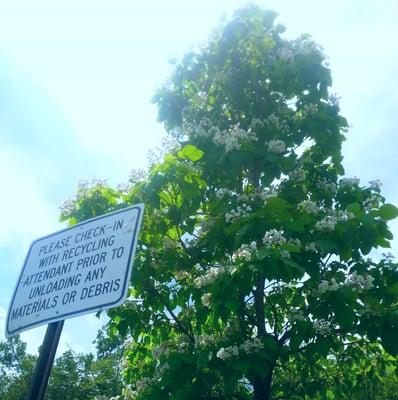 PLEASE CHECK-IN
WITH RECYCLING
ATTENDANT PRIOR TO
UNLOADING ANY
MATERIALS OR DEBRIS